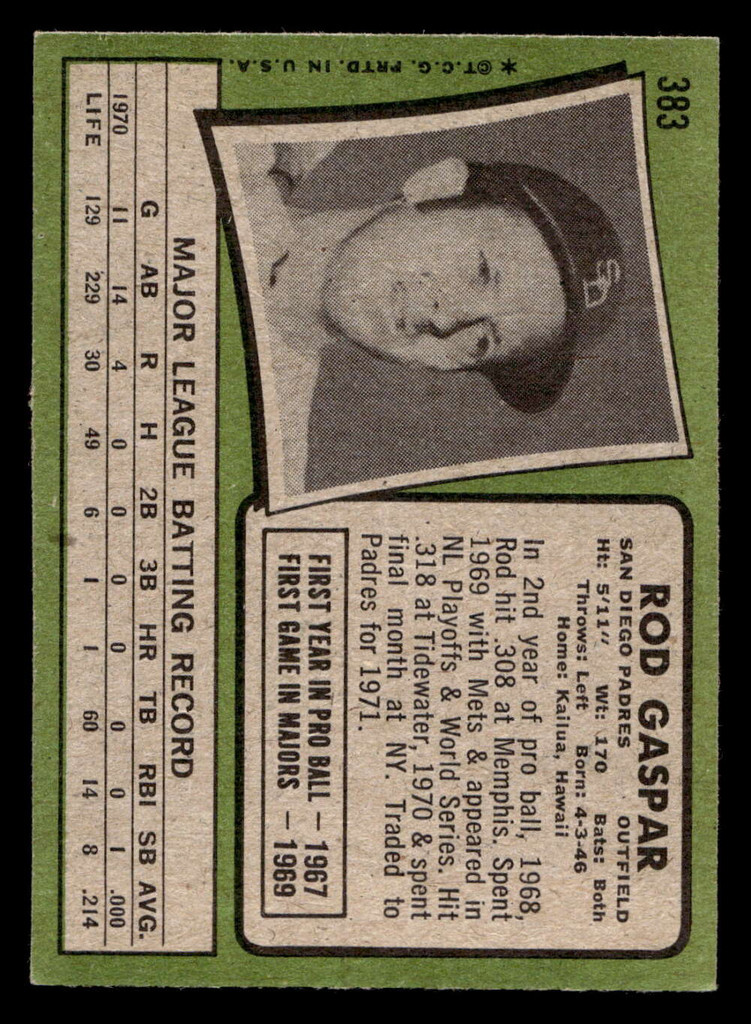 383
SD
ROD GASPAR
SAN DIEGO PADRES OUTFIELD
Ht: 5'11" Wt: 170 Bats: Both
Throws: Left Born: 4-3-46
Home: Kailua, Hawaii
In 2nd year of pro ball, 1968,
Rod hit .308 at Memphis. Spent
1969 with Mets & appeared in
NL Playoffs & World Series. Hit
.318 at Tidewater, 1970 & spent
final month at NY. Traded to
Padres for 1971.
FIRST YEAR IN PRO BALL — 1967
FIRST GAME IN MAJORS — 1969
MAJOR LEAGUE BATTING RECORD
G AB R H 2B 3B HR TB RBI SB AVG.
1970 11 14 4 0 0 0 0 0 0 1 .000
LIFE 129 229 30 49 6 1 1 60 14 8 .214
* ©T.C.G. PRTD. IN U.S.A.